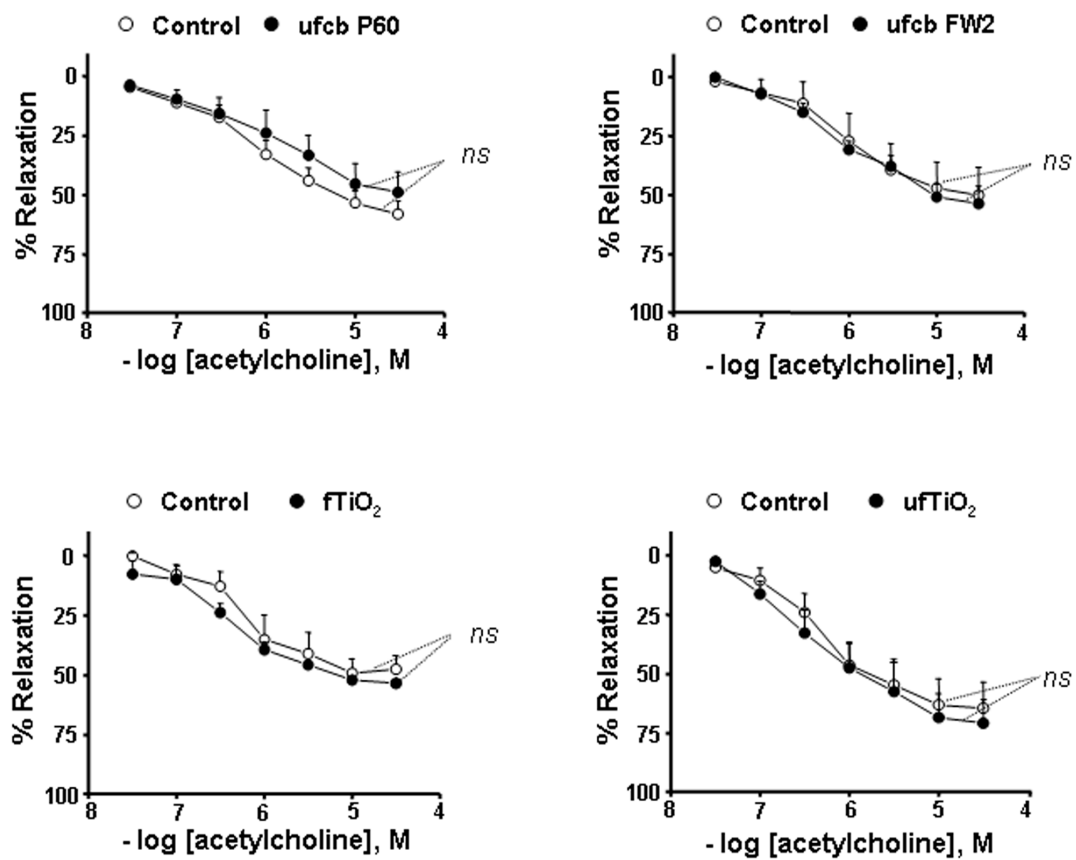 Control ufcb P60
0
25
50
75
100
% Relaxation
ns
8 7 6 5 4
- log [acetylcholine], M
Control ufcb FW2
0
25
50
75
100
% Relaxation
ns
8 7 6 5 4
- log [acetylcholine], M
Control fTiO₂
0
25
50
75
100
% Relaxation
ns
8 7 6 5 4
- log [acetylcholine], M
Control ufTiO₂
0
25
50
75
100
% Relaxation
ns
8 7 6 5 4
- log [acetylcholine], M